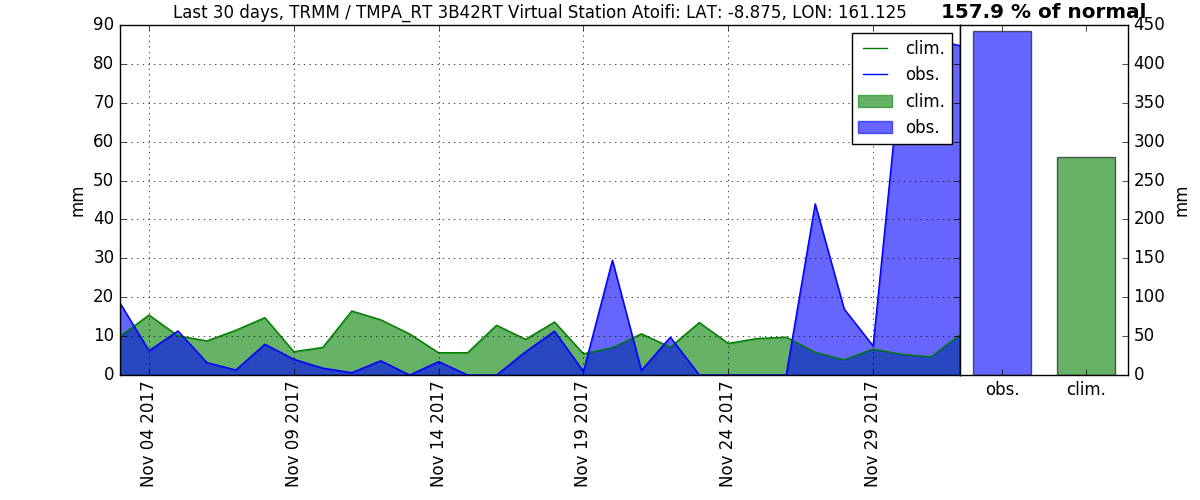 Last 30 days, TRMM / TMPA_RT 3B42RT Virtual Station Atoifi: LAT: -8.875, LON: 161.125
157.9 % of normal
90
80
70
60
50
40
30
20
10
0
mm
clim.
obs.
clim.
obs.
450
400
350
300
250
200
150
100
50
0
mm
obs.
clim.
Nov 04 2017
Nov 09 2017
Nov 14 2017
Nov 19 2017
Nov 24 2017
Nov 29 2017